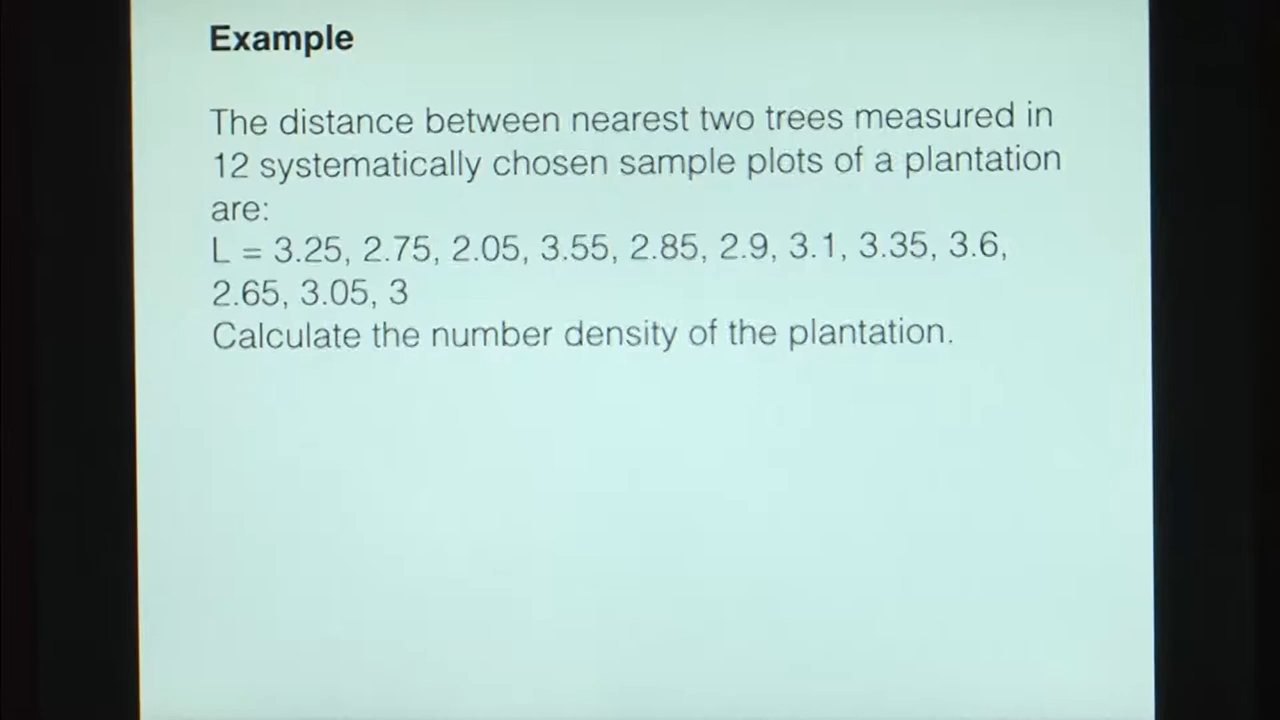 Example
The distance between nearest two trees measured in
12 systematically chosen sample plots of a plantation
are:
L = 3.25, 2.75, 2.05, 3.55, 2.85, 2.9, 3.1, 3.35, 3.6,
2.65, 3.05, 3
Calculate the number density of the plantation.